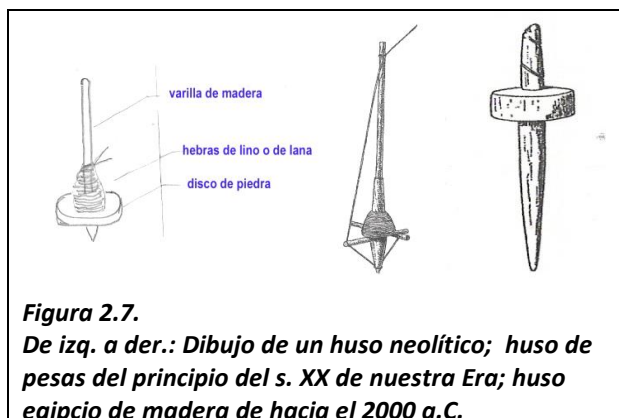 varilla de madera
hebras de lino o de lana
disco de piedra
Figura 2.7.
De izq. a der.: Dibujo de un huso neolítico; huso de
pesas del principio del s. XX de nuestra Era; huso
egipcio de madera de hacia el 2000 a.C.